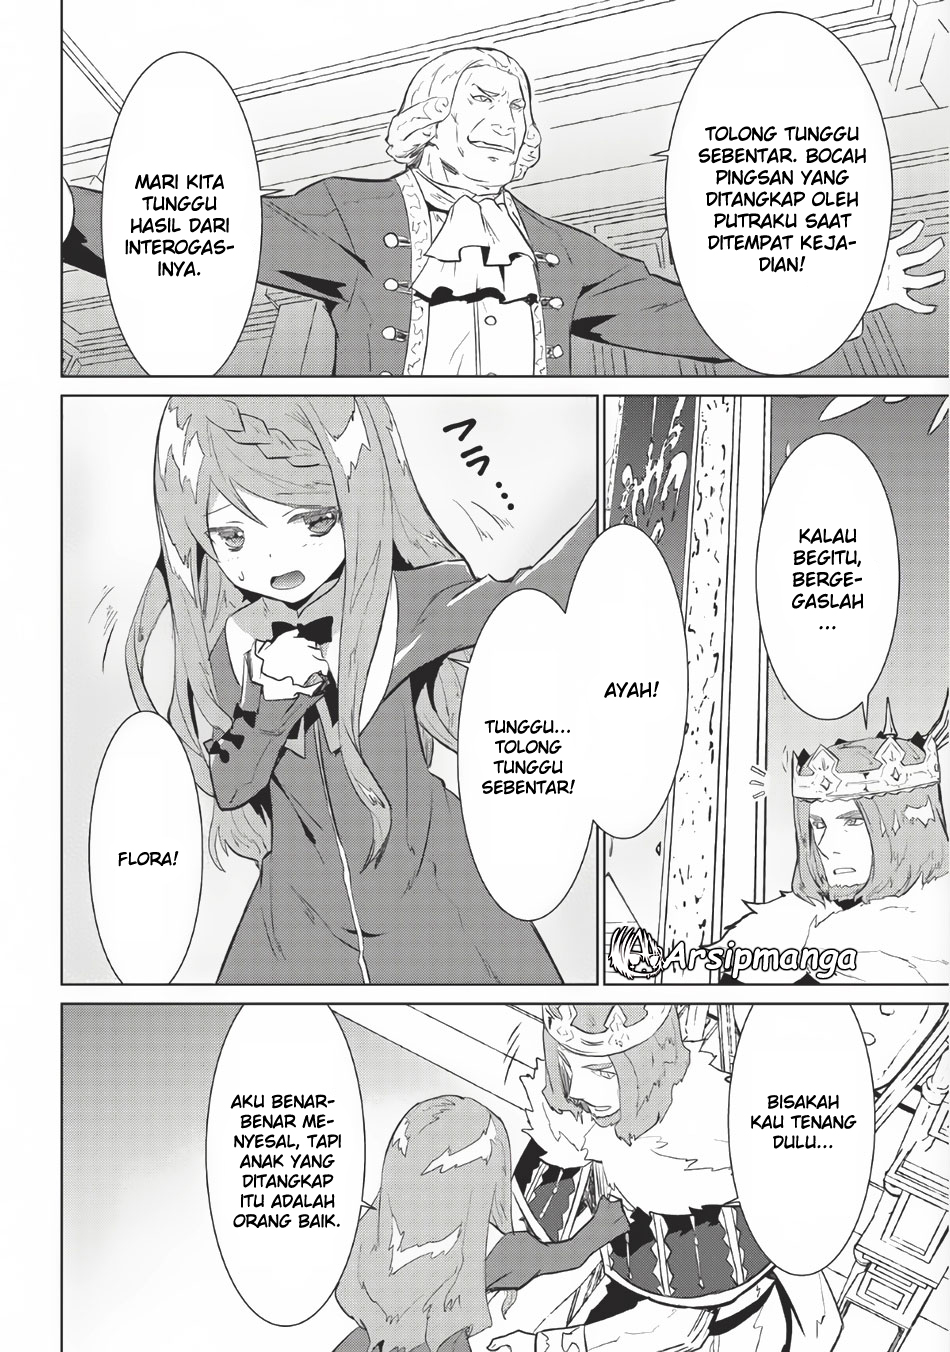 TOLONG TUNGGU
SEBENTAR. BOCAH
PINGSAN YANG
DITANGKAP OLEH
PUTRAKU SAAT
DITEMPAT KEJA-
DIAN!
MARI KITA
TUNGGU
HASIL DARI
INTEROGAS-
INYA.
KALAU
BEGITU,
BERGE-
GASLAH
...
AYAH!
TUNGGU...
TOLONG
TUNGGU
SEBENTAR!
フラ…
FLORA!
Arsipmanga
BISAKAH
KAU TENANG
DULU...
AKU BENAR-
BENAR ME-
NYESAL, TAPI
ANAK YANG
DITANGKAP
ITU ADALAH
ORANG BAIK.